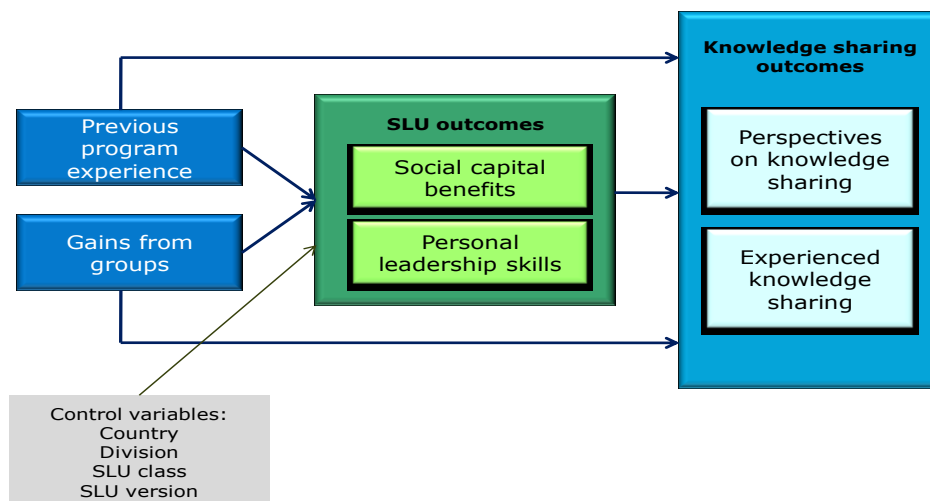 Knowledge sharing
outcomes
Previous
program
experience
SLU outcomes
Social capital
benefits
Perspectives
on knowledge
sharing
Gains from
groups
Personal
leadership skills
Experienced
knowledge
sharing
Control variables:
Country
Division
SLU class
SLU version